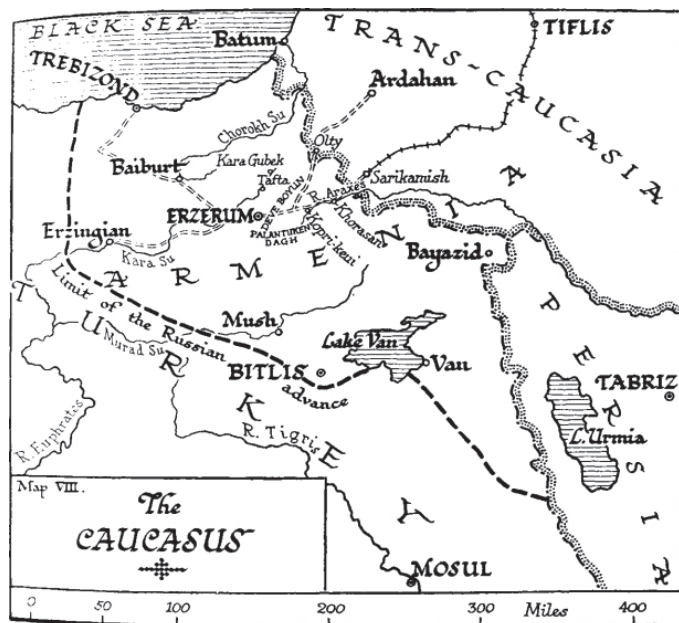 BLACK SEA
Batum
TIFLIS
TRANS-CAUCASIA
TREBIZOND
Ardahan
Chorokh Su
Olty
Baiburt
Kara Gubek
Tafta
Sarikamish
DEVE BOYUN
R. Araxes
ERZERUM
PALANTUKEN
DAGH
Khorasan
Kopri-keui
Erzingian
Kara Su
Bayazid
ARMENIA
Limit of the Russian advance
Mush
Lake Van
Murad Su
BITLIS
Van
PERSIA
TABRIZ
TURKEY
R. Euphrates
R. Tigris
L. Urmia
Map VIII.
The
CAUCASUS
MOSUL
0 50 100 200 300 Miles 400